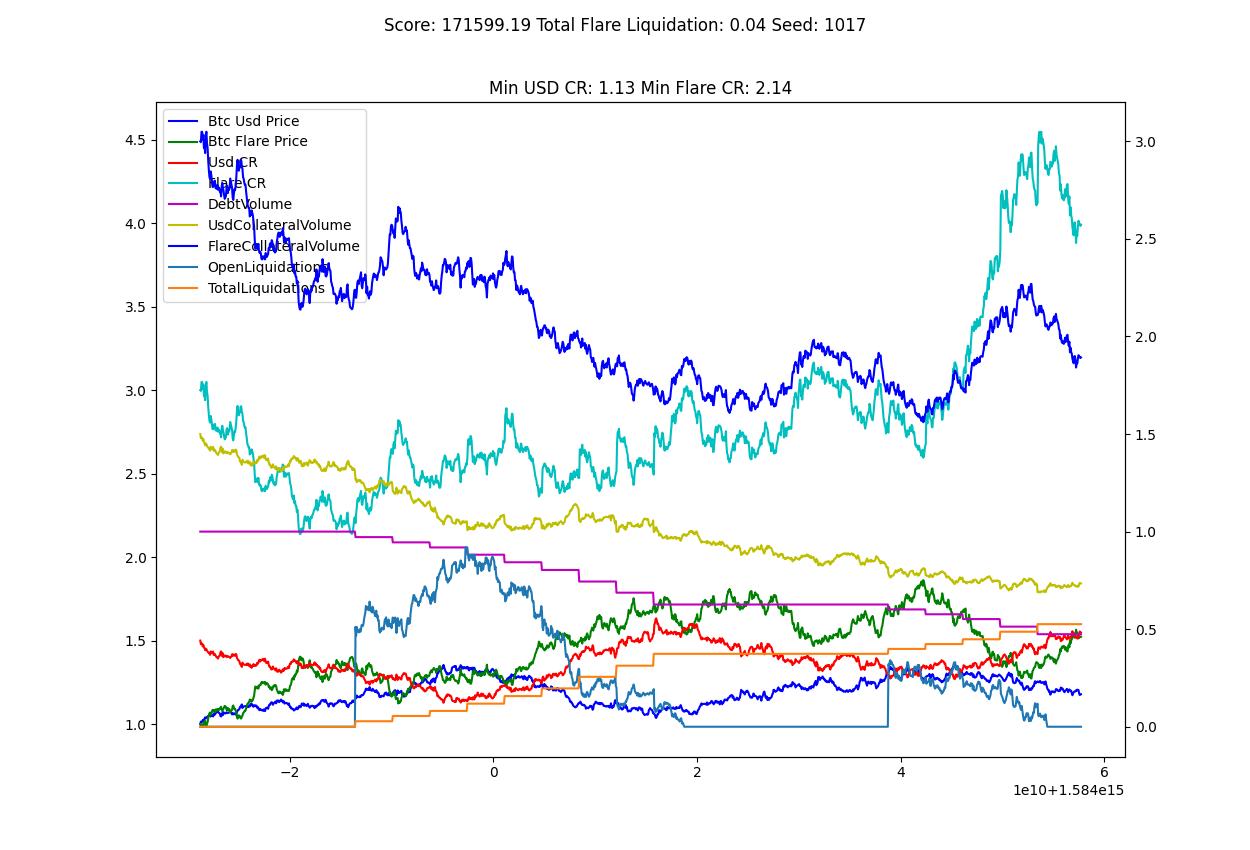 Score: 171599.19 Total Flare Liquidation: 0.04 Seed: 1017
Min USD CR: 1.13 Min Flare CR: 2.14
Btc Usd Price
Btc Flare Price
Usd CR
Flare CR
DebtVolume
UsdCollateralVolume
FlareCollateralVolume
OpenLiquidations
TotalLiquidations
4.5
4.0
3.5
3.0
2.5
2.0
1.5
1.0
3.0
2.5
2.0
1.5
1.0
0.5
0.0
−2
0
2
4
6
1e10+1.584e15